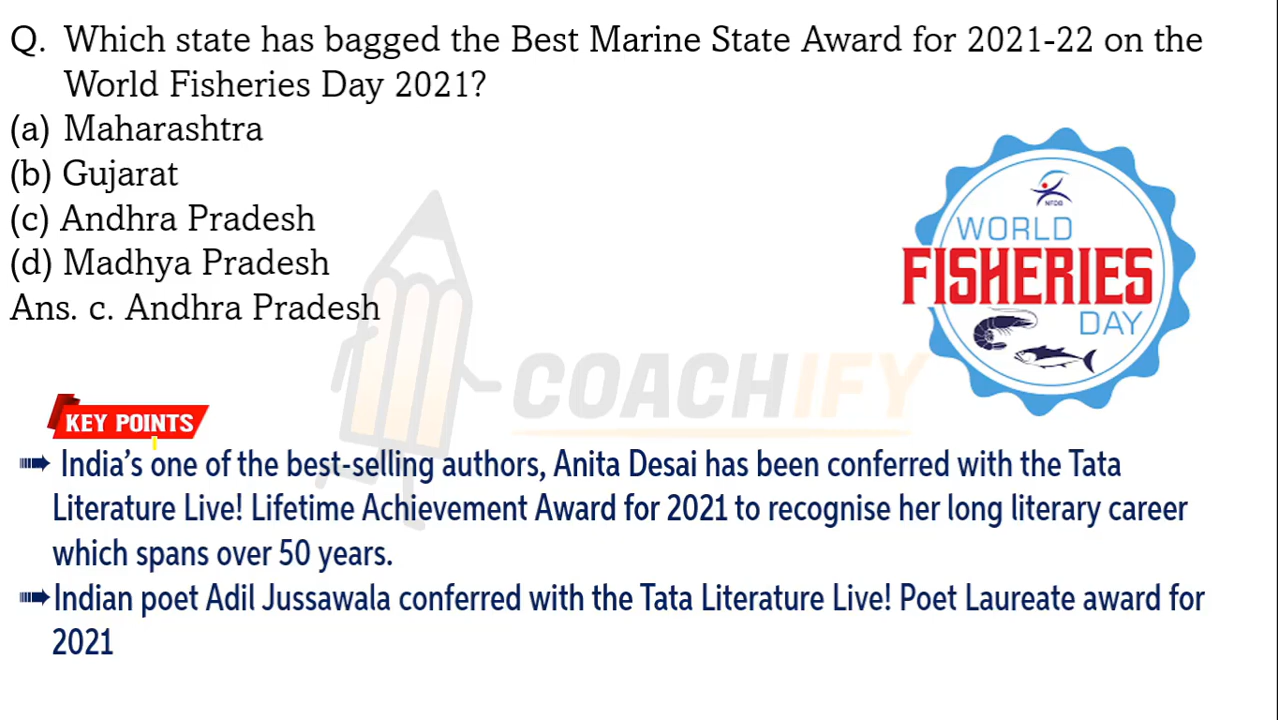 Q. Which state has bagged the Best Marine State Award for 2021-22 on the
World Fisheries Day 2021?
(a) Maharashtra
(b) Gujarat
(c) Andhra Pradesh
(d) Madhya Pradesh
Ans. c. Andhra Pradesh
NFDB
WORLD
FISHERIES
DAY
COACHIFY
KEY POINTS
India's one of the best-selling authors, Anita Desai has been conferred with the Tata
Literature Live! Lifetime Achievement Award for 2021 to recognise her long literary career
which spans over 50 years.
Indian poet Adil Jussawala conferred with the Tata Literature Live! Poet Laureate award for
2021